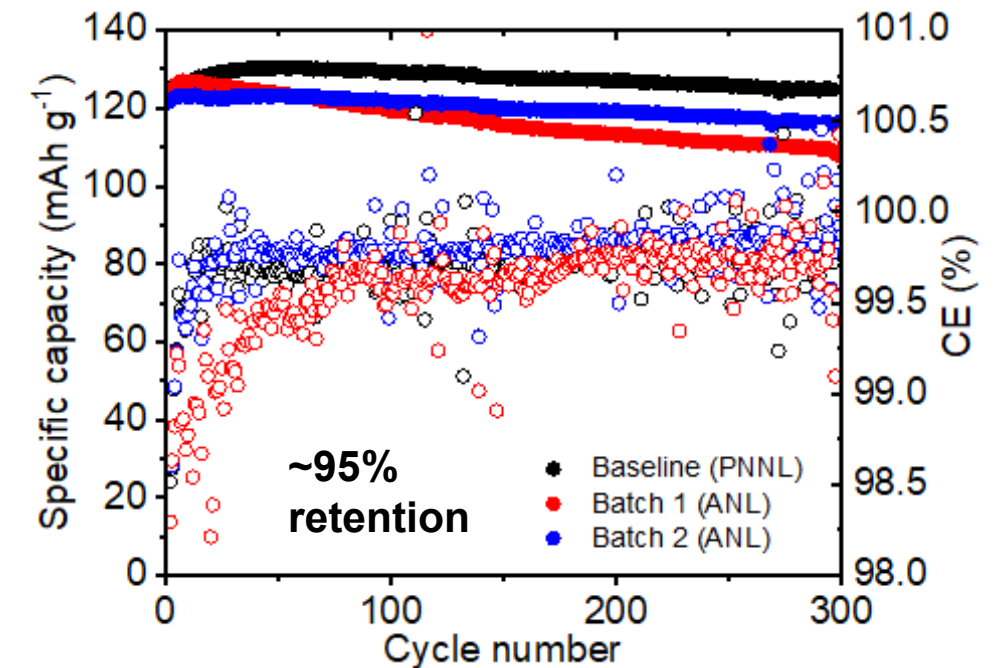 140
120
100
80
60
40
20
0
Specific capacity (mAh g⁻¹)
101.0
100.5
100.0
99.5
99.0
98.5
98.0
CE (%)
~95%
retention
Baseline (PNNL)
Batch 1 (ANL)
Batch 2 (ANL)
0 100 200 300
Cycle number